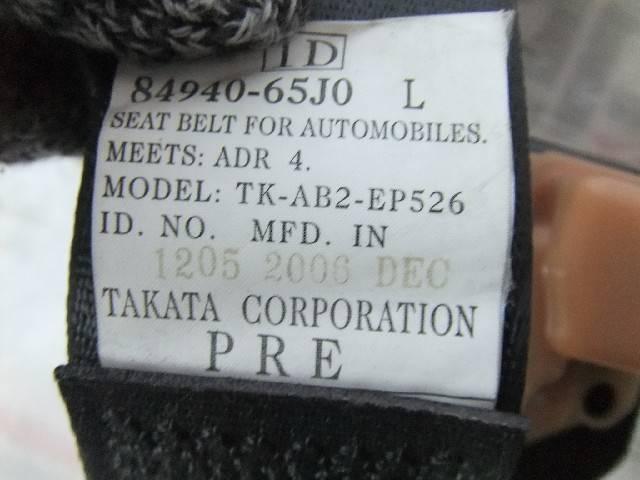 1D
84940-65J0 L
SEAT BELT FOR AUTOMOBILES.
MEETS: ADR 4.
MODEL: TK-AB2-EP526
ID. NO. MFD. IN
1205 2006 DEC
TAKATA CORPORATION
PRE